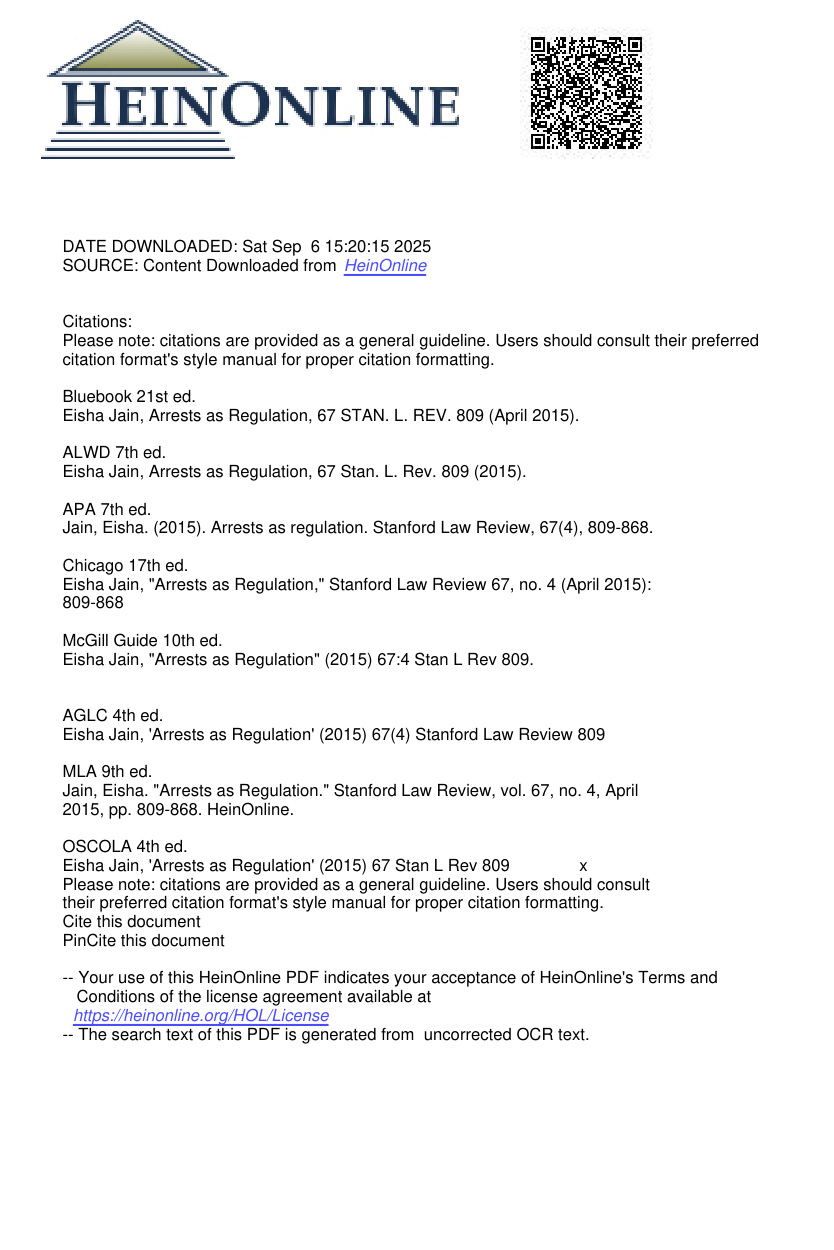 HEINONLINE
DATE DOWNLOADED: Sat Sep 6 15:20:15 2025
SOURCE: Content Downloaded from HeinOnline
Citations:
Please note: citations are provided as a general guideline. Users should consult their preferred
citation format's style manual for proper citation formatting.
Bluebook 21st ed.
Eisha Jain, Arrests as Regulation, 67 STAN. L. REV. 809 (April 2015).
ALWD 7th ed.
Eisha Jain, Arrests as Regulation, 67 Stan. L. Rev. 809 (2015).
APA 7th ed.
Jain, Eisha. (2015). Arrests as regulation. Stanford Law Review, 67(4), 809-868.
Chicago 17th ed.
Eisha Jain, "Arrests as Regulation," Stanford Law Review 67, no. 4 (April 2015):
809-868
McGill Guide 10th ed.
Eisha Jain, "Arrests as Regulation" (2015) 67:4 Stan L Rev 809.
AGLC 4th ed.
Eisha Jain, 'Arrests as Regulation' (2015) 67(4) Stanford Law Review 809
MLA 9th ed.
Jain, Eisha. "Arrests as Regulation." Stanford Law Review, vol. 67, no. 4, April
2015, pp. 809-868. HeinOnline.
OSCOLA 4th ed.
Eisha Jain, 'Arrests as Regulation' (2015) 67 Stan L Rev 809 x
Please note: citations are provided as a general guideline. Users should consult
their preferred citation format's style manual for proper citation formatting.
Cite this document
PinCite this document
-- Your use of this HeinOnline PDF indicates your acceptance of HeinOnline's Terms and
Conditions of the license agreement available at
https://heinonline.org/HOL/License
-- The search text of this PDF is generated from uncorrected OCR text.